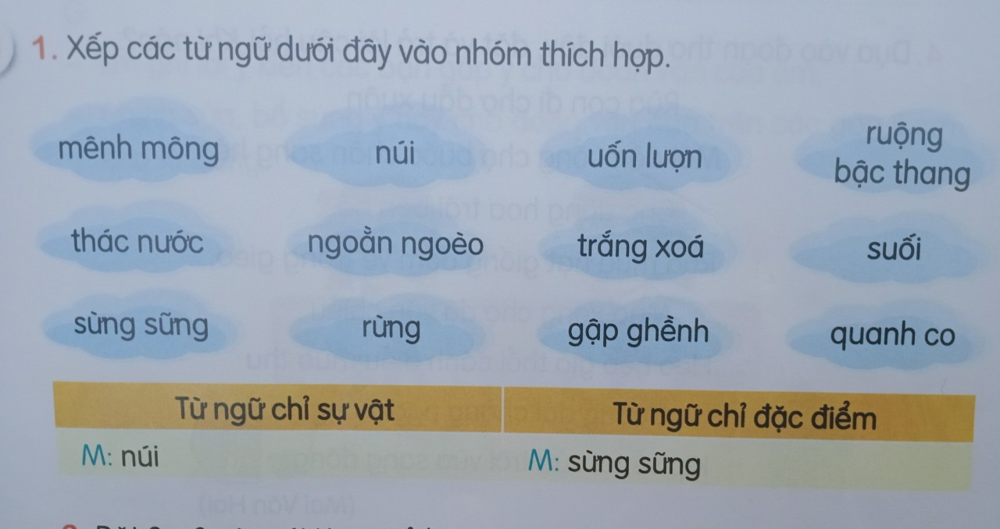 1. Xếp các từ ngữ dưới đây vào nhóm thích hợp.
mênh mông núi uốn lượn ruộng bậc thang
thác nước ngoằn ngoèo trắng xoá suối
sừng sững rừng gập ghềnh quanh co
Từ ngữ chỉ sự vật Từ ngữ chỉ đặc điểm
M: núi M: sừng sững